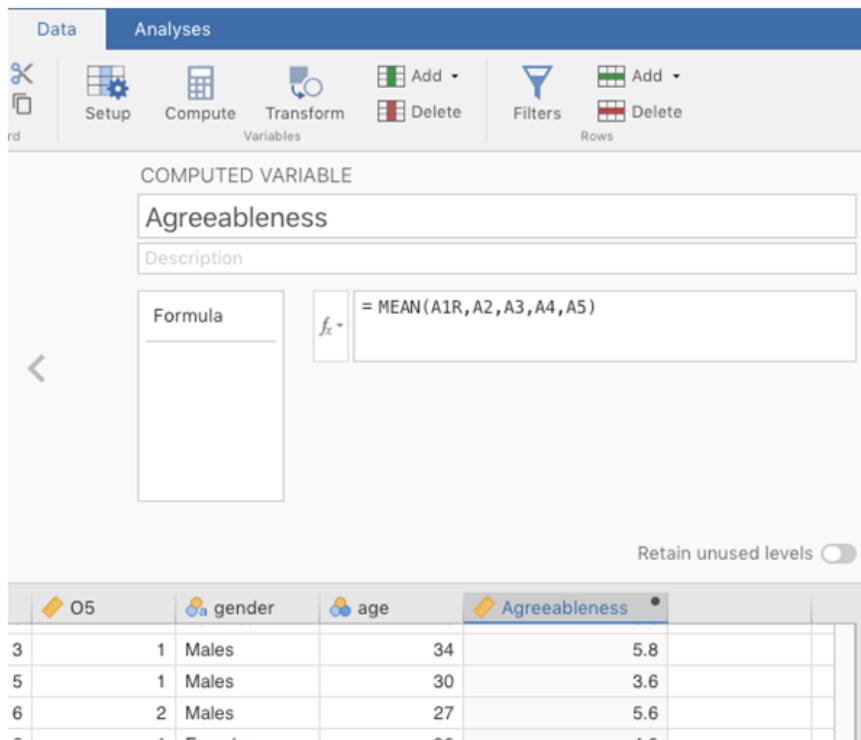 Data Analyses
Add
Add
Setup Compute Transform Delete Filters Delete
rd Variables Rows
COMPUTED VARIABLE
Agreeableness
Description
Formula
fx
= MEAN(A1R,A2,A3,A4,A5)
Retain unused levels
O5 gender age Agreeableness
3 1 Males 34 5.8
5 1 Males 30 3.6
6 2 Males 27 5.6